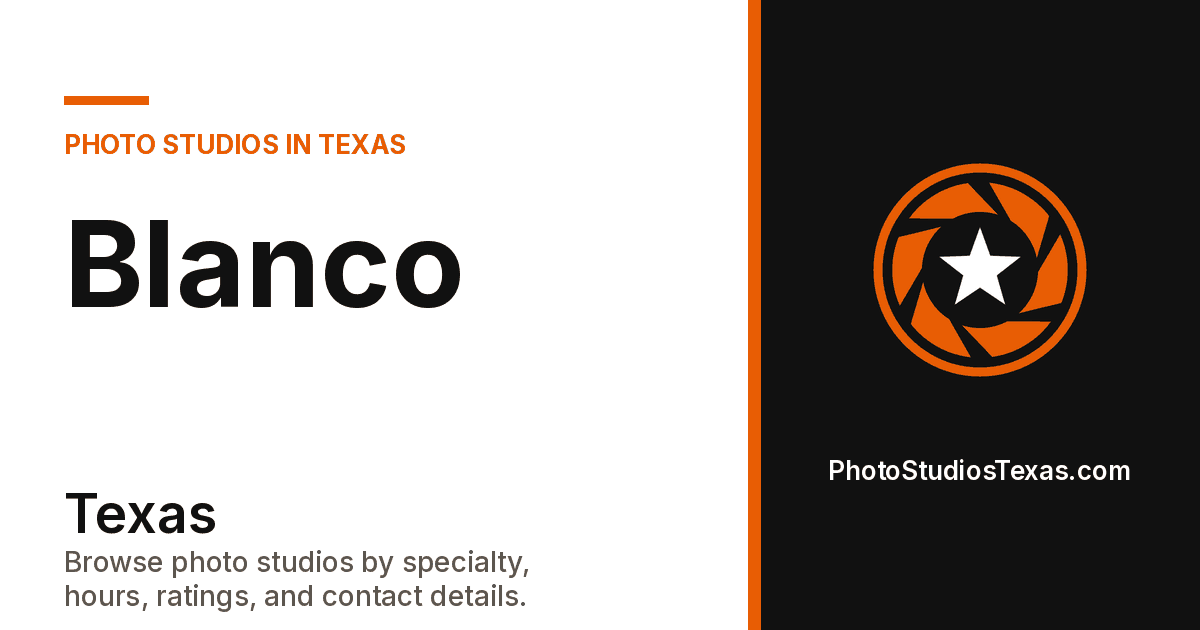 PHOTO STUDIOS IN TEXAS
Blanco
Texas
Browse photo studios by specialty,
hours, ratings, and contact details.
PhotoStudiosTexas.com